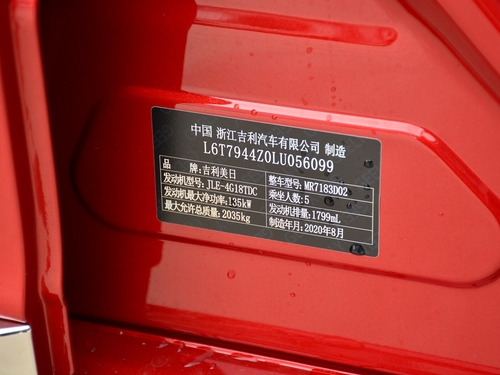 中国 浙江吉利汽车有限公司 制造
L6T7944Z0LU056099
品 牌:吉利美日
发动机型号:JLE-4G18TDC 整车型号:MR7183D02
发动机最大净功率:135kW 乘坐人数:5
最大允许总质量:2035kg 发动机排量:1799mL
制造年月:2020年8月